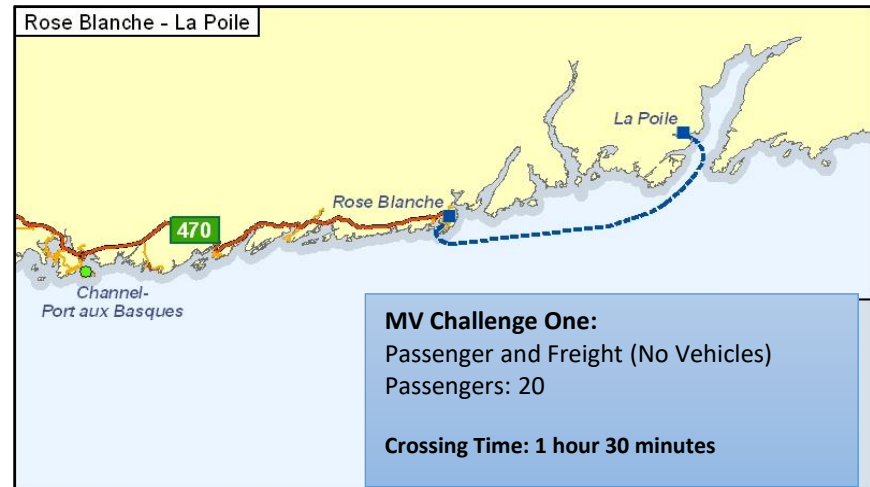 Rose Blanche - La Poile
La Poile
Rose Blanche
470
Channel-
Port aux Basques
MV Challenge One:
Passenger and Freight (No Vehicles)
Passengers: 20
Crossing Time: 1 hour 30 minutes